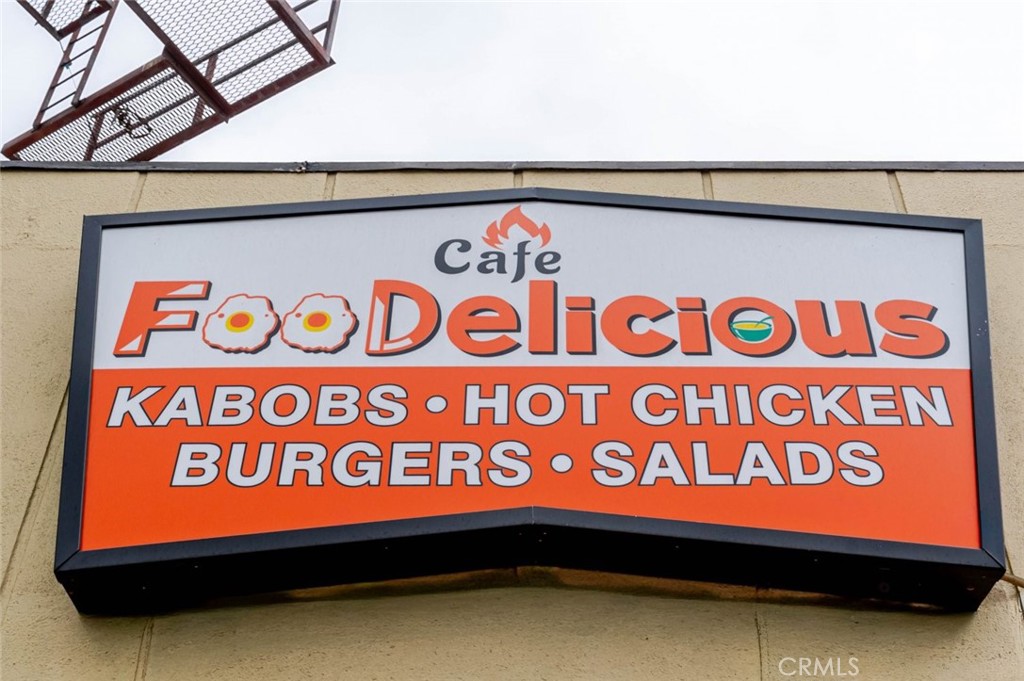 Cafe
FooDelicious
KABOBS • HOT CHICKEN
BURGERS • SALADS
CRMLS